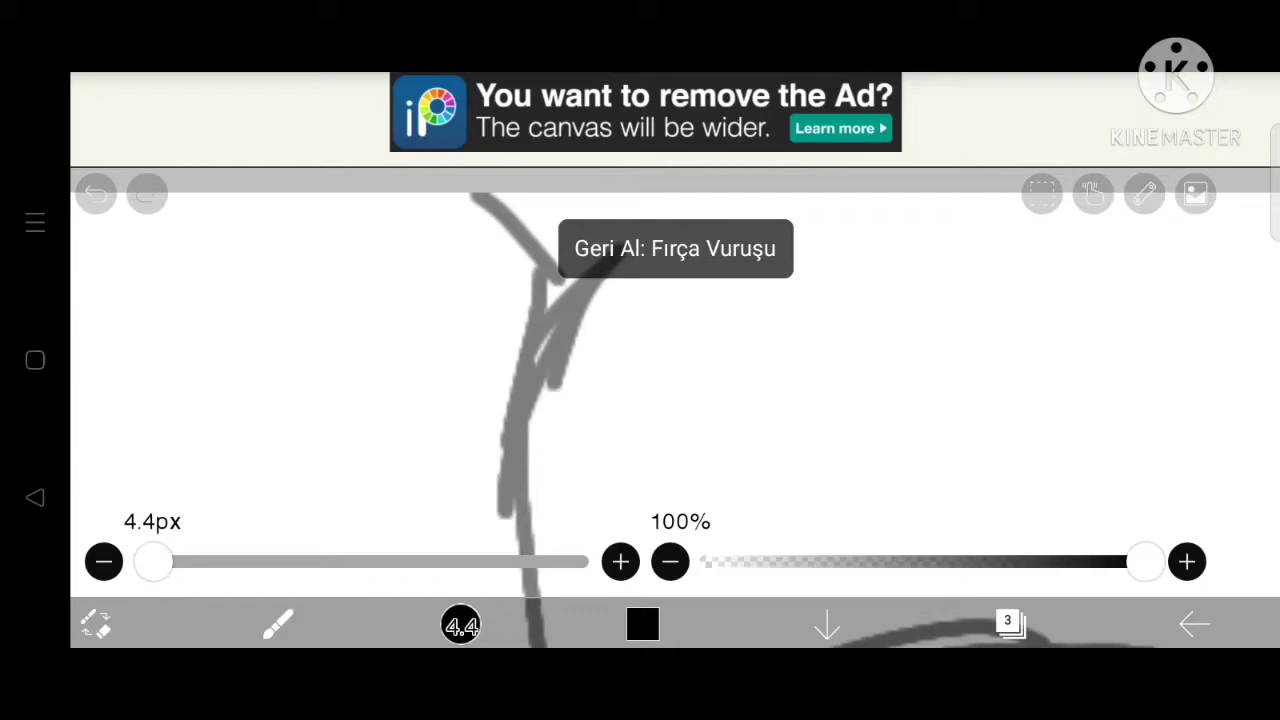 iP
You want to remove the Ad?
The canvas will be wider.
Learn more
K
KINEMASTER
Geri Al: Fırça Vuruşu
4.4px
100%
4.4
3